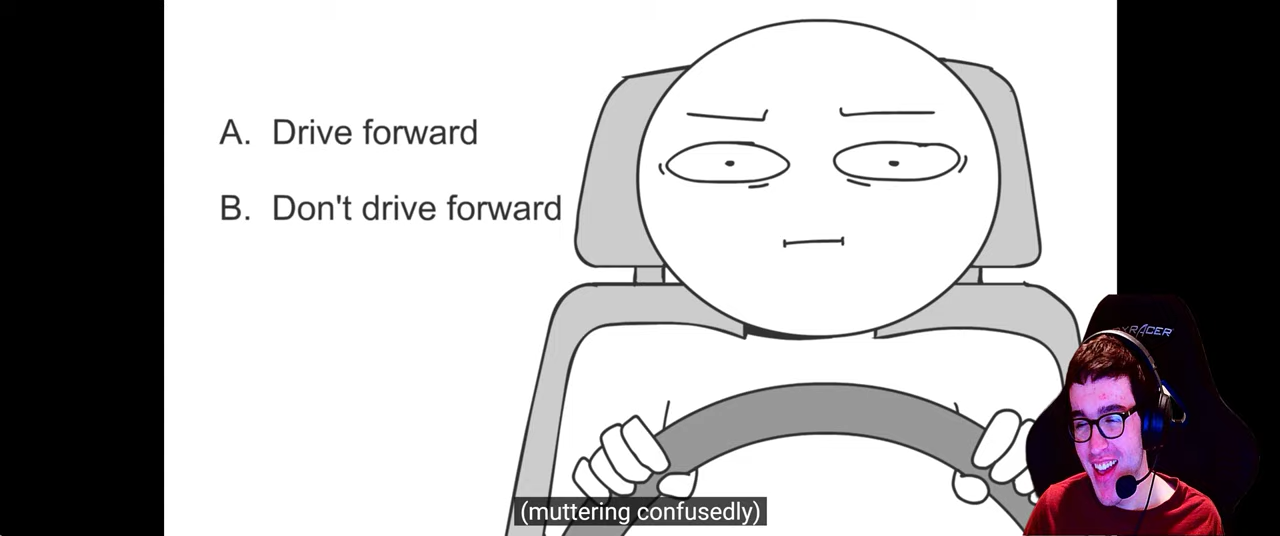 A. Drive forward
B. Don't drive forward
(muttering confusedly)